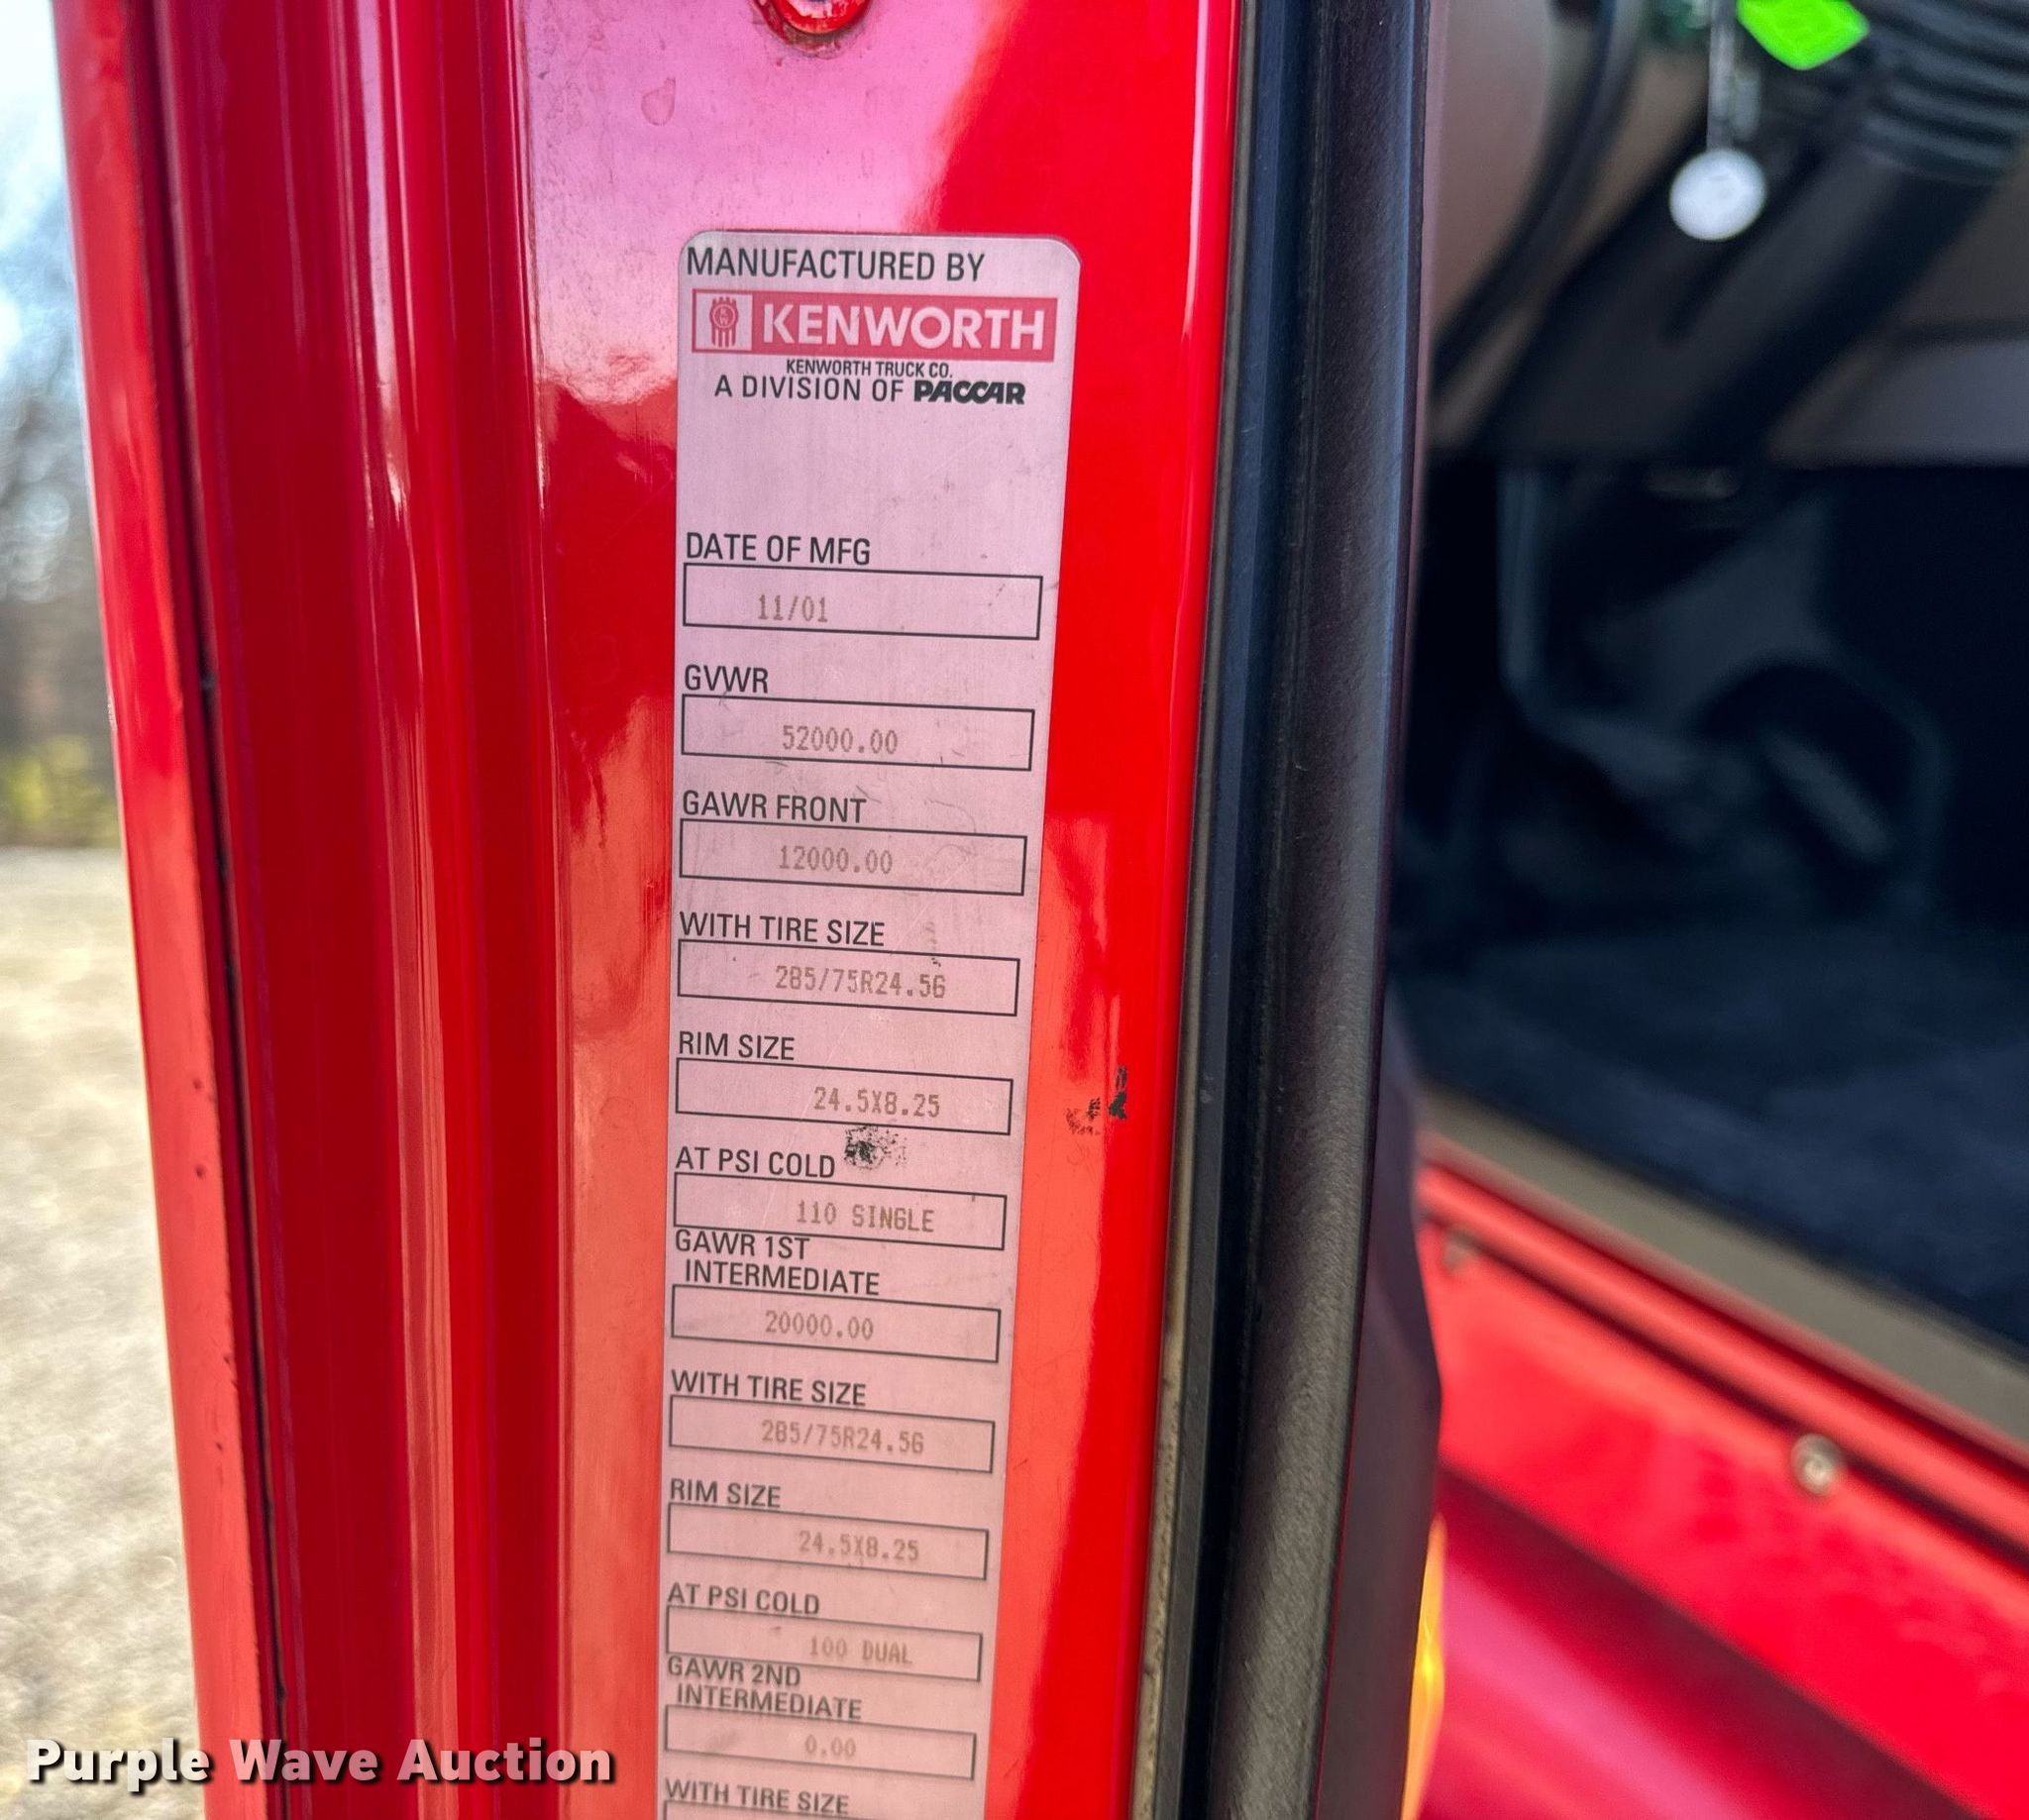 MANUFACTURED BY
KENWORTH
KENWORTH TRUCK CO.
A DIVISION OF PACCAR
DATE OF MFG
11/01
GVWR
52000.00
GAWR FRONT
12000.00
WITH TIRE SIZE
285/75R24.5G
RIM SIZE
24.5X8.25
AT PSI COLD
110 SINGLE
GAWR 1ST
INTERMEDIATE
20000.00
WITH TIRE SIZE
285/75R24.5G
RIM SIZE
24.5X8.25
AT PSI COLD
100 DUAL
GAWR 2ND
INTERMEDIATE
0.00
WITH TIRE SIZE
Purple Wave Auction